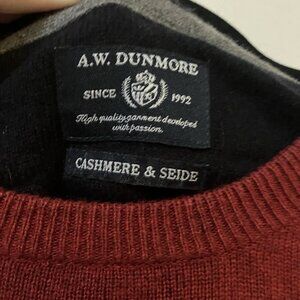 A.W. DUNMORE
SINCE 1992
High quality garment developed
with passion.
CASHMERE & SEIDE